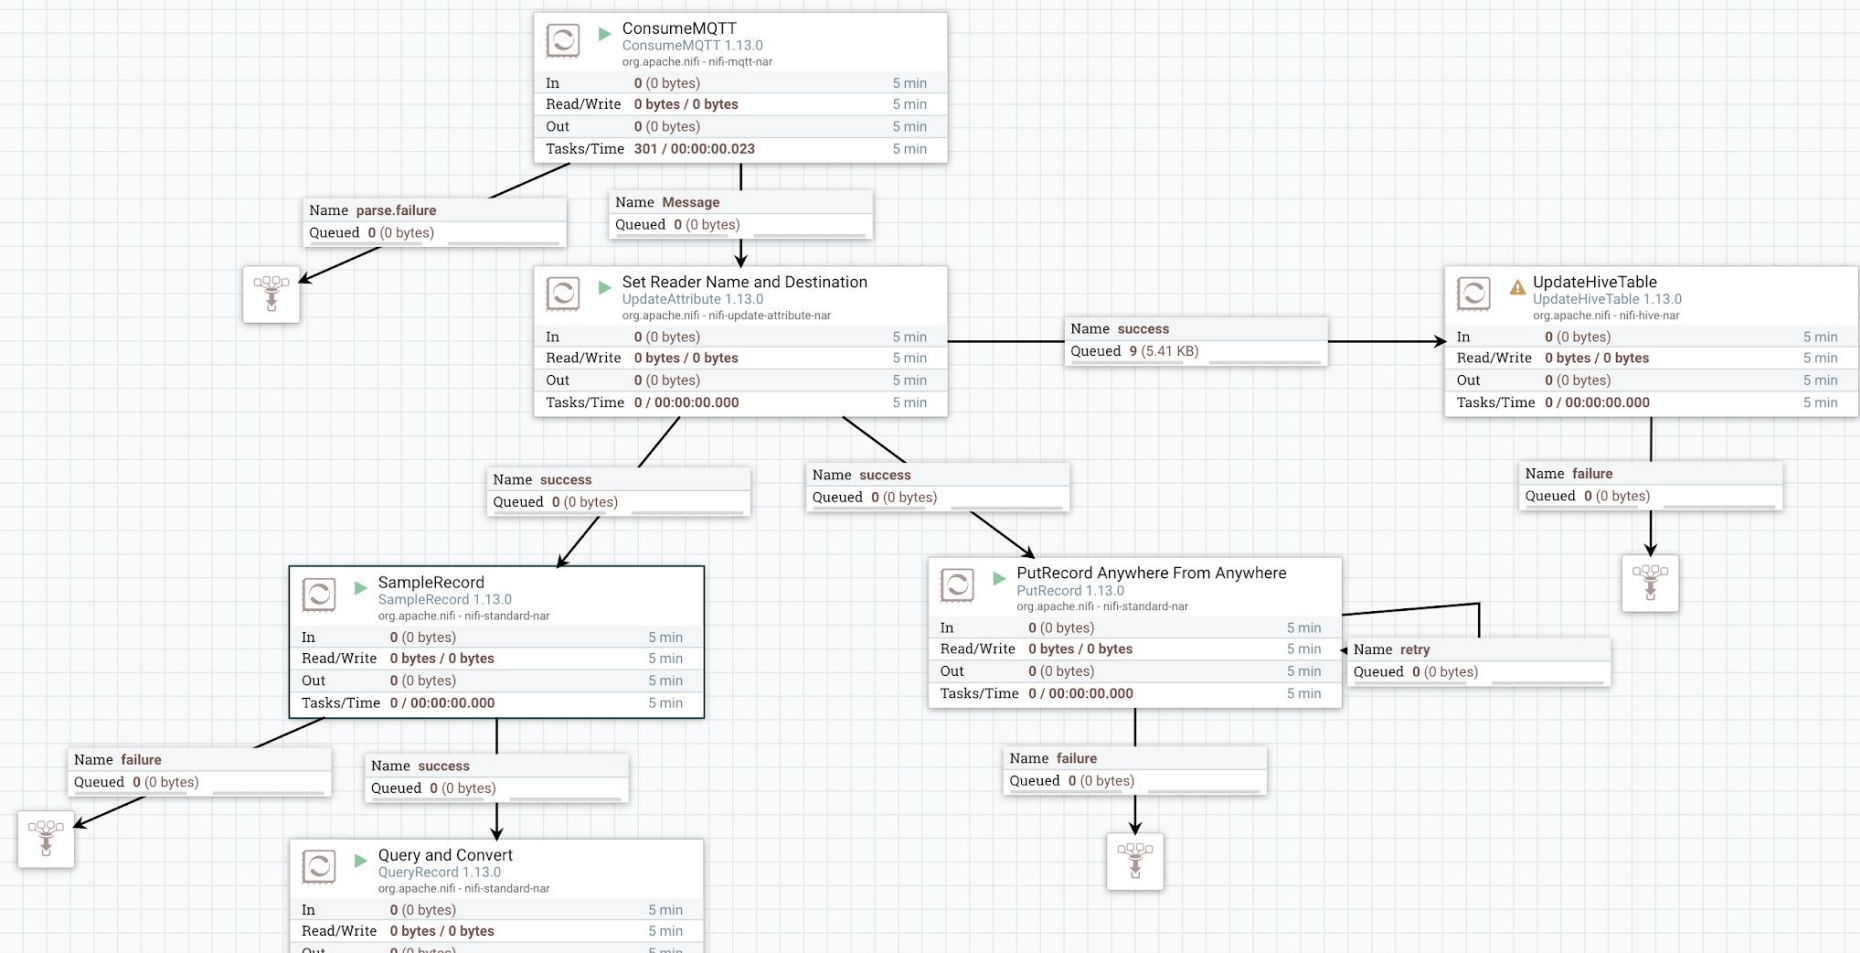 ConsumeMQTT
ConsumeMQTT 1.13.0
org.apache.nifi - nifi-mqtt-nar
In 0 (0 bytes) 5 min
Read/Write 0 bytes / 0 bytes 5 min
Out 0 (0 bytes) 5 min
Tasks/Time 301 / 00:00:00.023 5 min
Name parse.failure
Queued 0 (0 bytes)
Name Message
Queued 0 (0 bytes)
Set Reader Name and Destination
UpdateAttribute 1.13.0
org.apache.nifi - nifi-update-attribute-nar
In 0 (0 bytes) 5 min
Read/Write 0 bytes / 0 bytes 5 min
Out 0 (0 bytes) 5 min
Tasks/Time 0 / 00:00:00.000 5 min
Name success
Queued 9 (5.41 KB)
UpdateHiveTable
UpdateHiveTable 1.13.0
org.apache.nifi - nifi-hive-nar
In 0 (0 bytes) 5 min
Read/Write 0 bytes / 0 bytes 5 min
Out 0 (0 bytes) 5 min
Tasks/Time 0 / 00:00:00.000 5 min
Name success
Queued 0 (0 bytes)
Name success
Queued 0 (0 bytes)
Name failure
Queued 0 (0 bytes)
SampleRecord
SampleRecord 1.13.0
org.apache.nifi - nifi-standard-nar
In 0 (0 bytes) 5 min
Read/Write 0 bytes / 0 bytes 5 min
Out 0 (0 bytes) 5 min
Tasks/Time 0 / 00:00:00.000 5 min
PutRecord Anywhere From Anywhere
PutRecord 1.13.0
org.apache.nifi - nifi-standard-nar
In 0 (0 bytes) 5 min
Read/Write 0 bytes / 0 bytes 5 min
Out 0 (0 bytes) 5 min
Tasks/Time 0 / 00:00:00.000 5 min
Name retry
Queued 0 (0 bytes)
Name failure
Queued 0 (0 bytes)
Name success
Queued 0 (0 bytes)
Name failure
Queued 0 (0 bytes)
Query and Convert
QueryRecord 1.13.0
org.apache.nifi - nifi-standard-nar
In 0 (0 bytes) 5 min
Read/Write 0 bytes / 0 bytes 5 min
Out 0 (0 bytes) 5 min